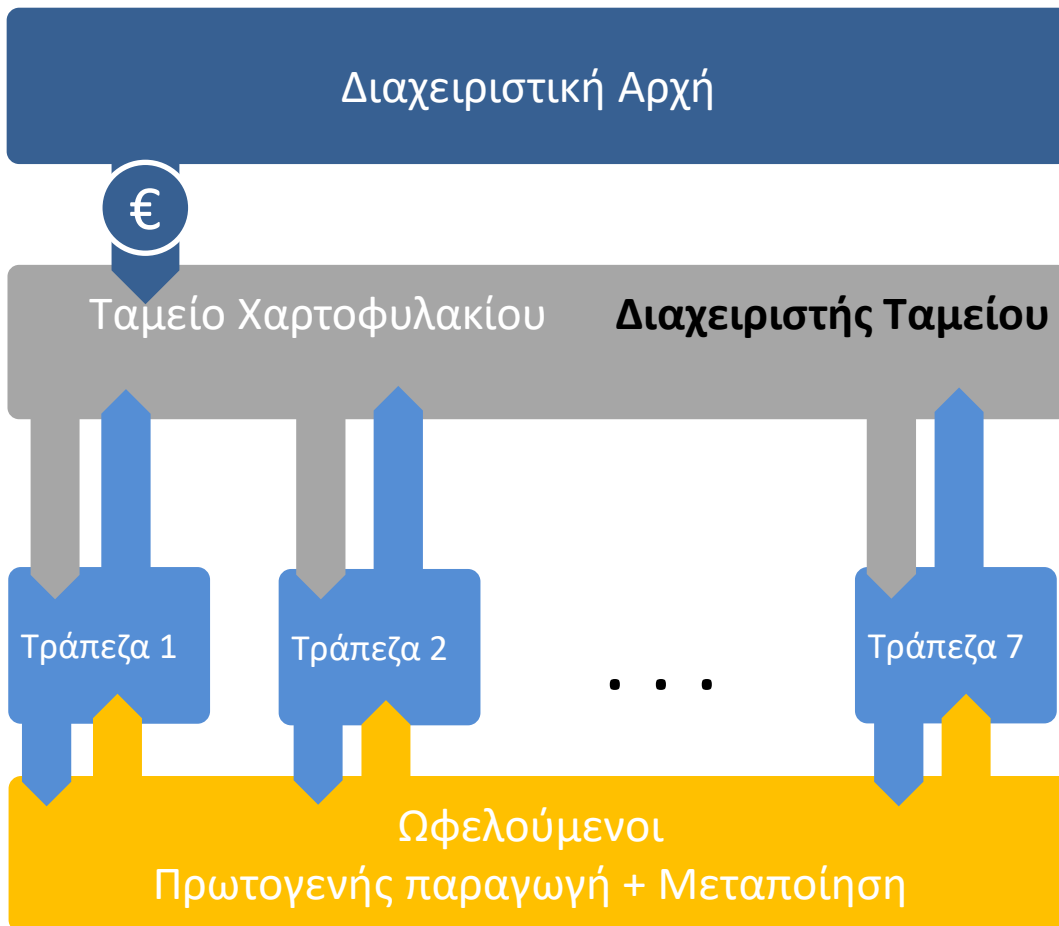 Διαχειριστική Αρχή
€
Ταμείο Χαρτοφυλακίου Διαχειριστής Ταμείου
Τράπεζα 1
Τράπεζα 2
. . .
Τράπεζα 7
Ωφελούμενοι
Πρωτογενής παραγωγή + Μεταποίηση